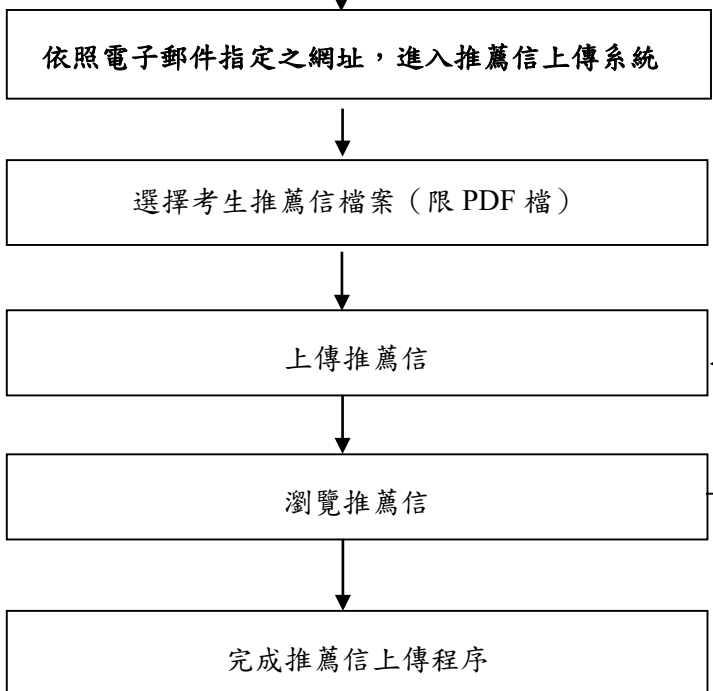 依照電子郵件指定之網址，進入推薦信上傳系統
選擇考生推薦信檔案（限 PDF 檔）
上傳推薦信
瀏覽推薦信
完成推薦信上傳程序